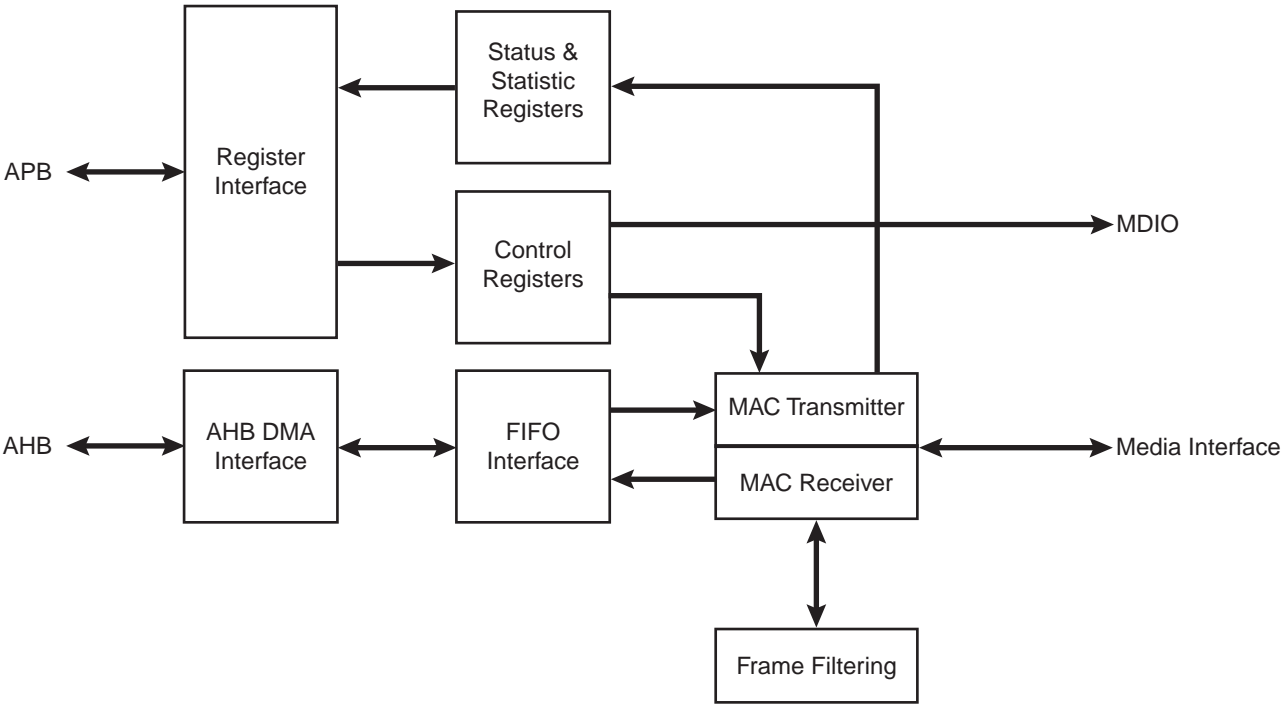 Status &
Statistic
Registers
APB
Register
Interface
MDIO
Control
Registers
AHB
AHB DMA
Interface
FIFO
Interface
MAC Transmitter
MAC Receiver
Media Interface
Frame Filtering